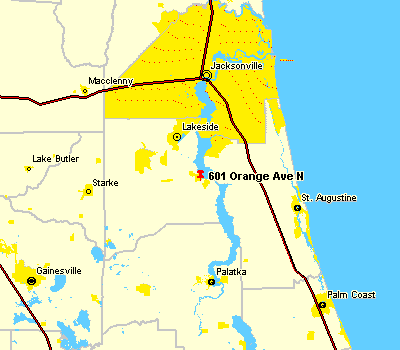 Jacksonville
Macclenny
Lakeside
Lake Butler
601 Orange Ave N
Starke
St. Augustine
Gainesville
Palatka
Palm Coast